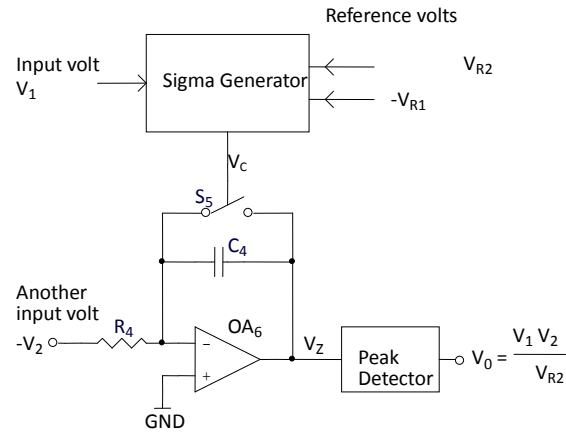 Reference volts
Input volt
V1
Sigma Generator
VR2
-VR1
VC
S5
C4
Another
input volt
-V2
R4
OA6
−
+
GND
VZ
Peak
Detector
V0 = V1 V2
VR2